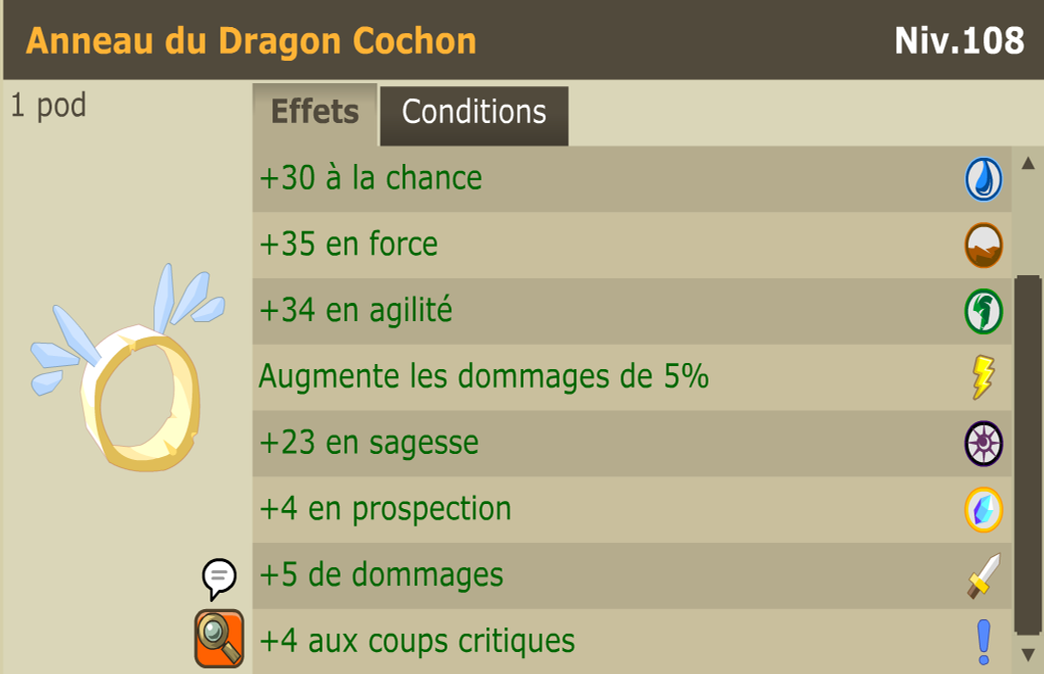 Anneau du Dragon Cochon
Niv.108
1 pod
Effets
Conditions
+30 à la chance
+35 en force
+34 en agilité
Augmente les dommages de 5%
+23 en sagesse
+4 en prospection
+5 de dommages
+4 aux coups critiques